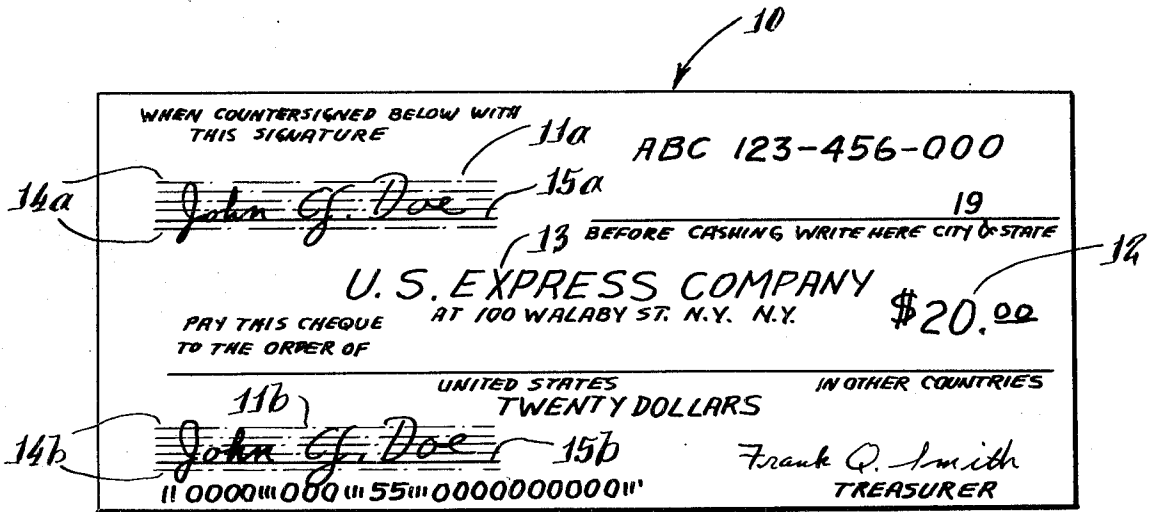 10
WHEN COUNTERSIGNED BELOW WITH
THIS SIGNATURE
11a
ABC 123-456-000
14a
John G. Doe
15a
19
BEFORE CASHING WRITE HERE CITY & STATE
13
12
U.S. EXPRESS COMPANY
AT 100 WALABY ST. N.Y. N.Y.
$20.00
PAY THIS CHEQUE
TO THE ORDER OF
UNITED STATES
IN OTHER COUNTRIES
11b
TWENTY DOLLARS
14b
John G. Doe
15b
Frank Q. Smith
TREASURER
⑈0000⑈000⑈55⑈0000000000⑈